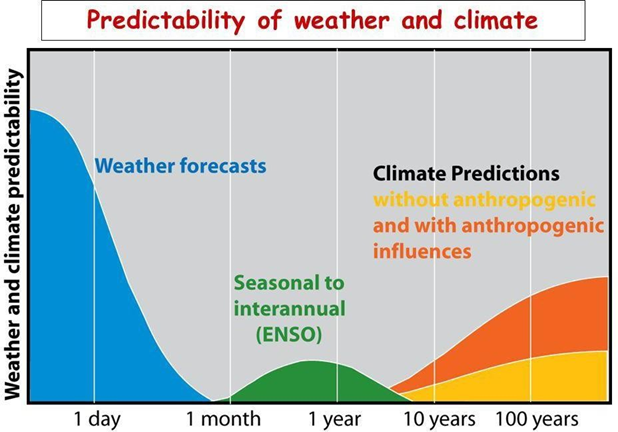 Predictability of weather and climate
Weather and climate predictability
Weather forecasts
Climate Predictions
without anthropogenic
and with anthropogenic
influences
Seasonal to
interannual
(ENSO)
1 day
1 month
1 year
10 years
100 years